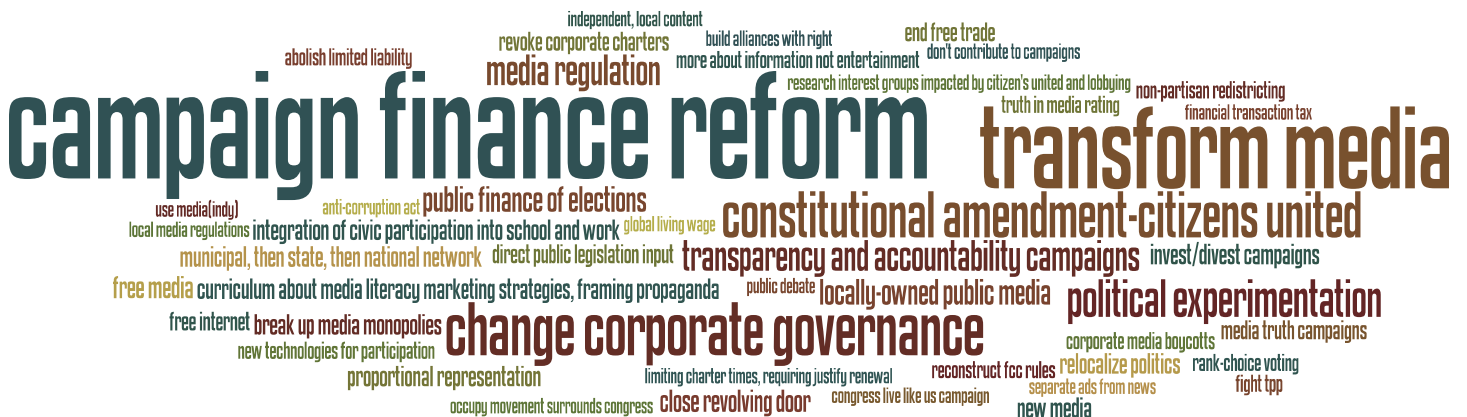 independent, local content
end free trade
revoke corporate charters
build alliances with right
don't contribute to campaigns
abolish limited liability
media regulation
more about information not entertainment
research interest groups impacted by citizen's united and lobbying
non-partisan redistricting
campaign finance reform
truth in media rating
financial transaction tax
transform media
public finance of elections
use media(indy)
anti-corruption act
constitutional amendment-citizens united
local media regulations
integration of civic participation into school and work
global living wage
municipal, then state, then national network
direct public legislation input
transparency and accountability campaigns
invest/divest campaigns
free media
curriculum about media literacy marketing strategies, framing propaganda
public debate
locally-owned public media
political experimentation
free internet
break up media monopolies
change corporate governance
media truth campaigns
corporate media boycotts
new technologies for participation
relocalize politics
rank-choice voting
reconstruct fcc rules
proportional representation
limiting charter times, requiring justify renewal
separate ads from news
fight tpp
occupy movement surrounds congress
close revolving door
congress live like us campaign
new media